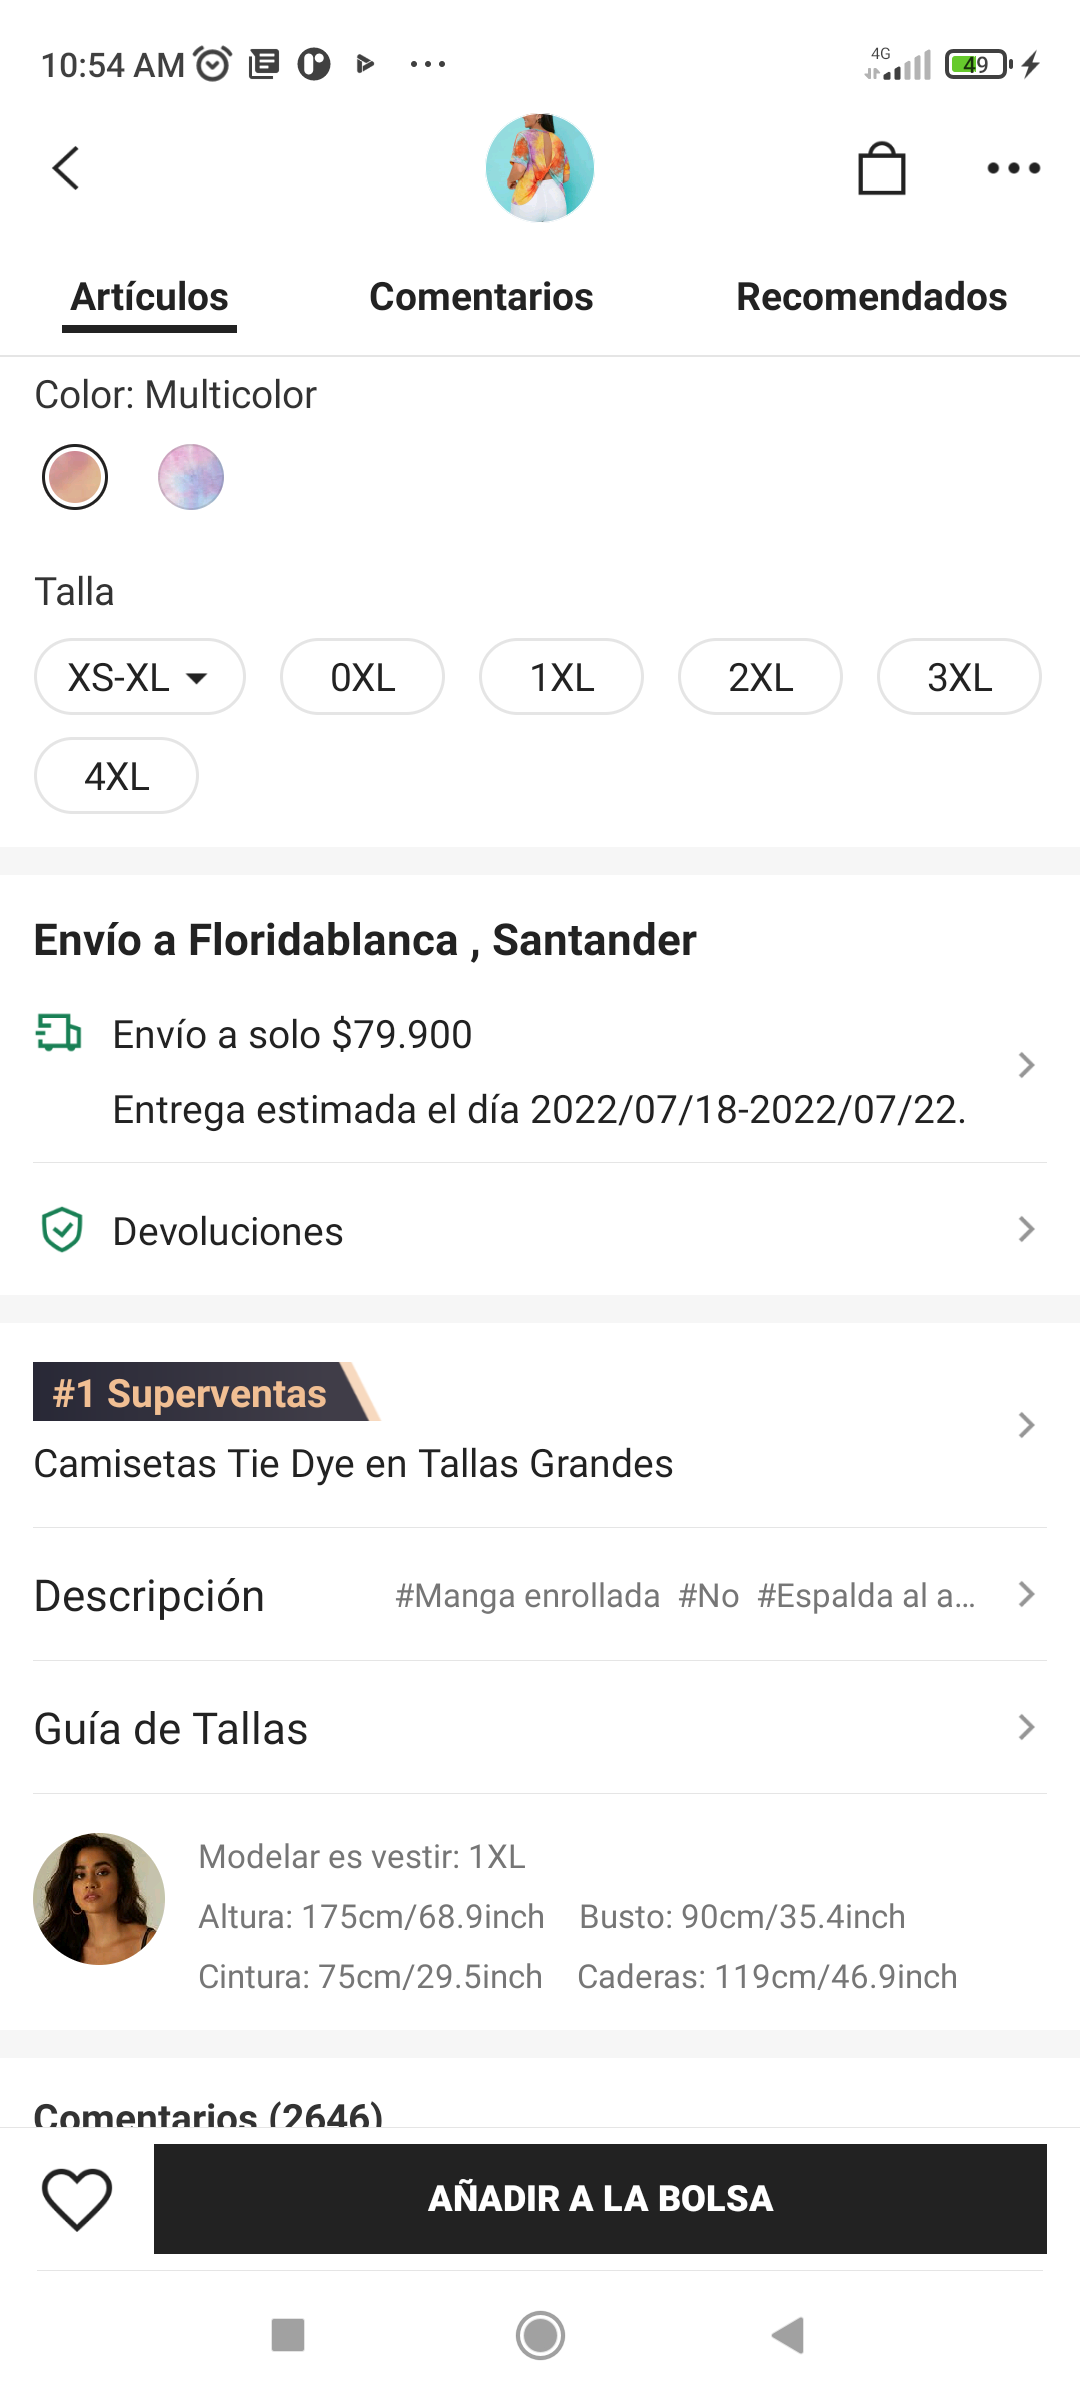 10:54 AM
4G
49
Artículos
Comentarios
Recomendados
Color: Multicolor
Talla
XS-XL
0XL
1XL
2XL
3XL
4XL
Envío a Floridablanca , Santander
Envío a solo $79.900
Entrega estimada el día 2022/07/18-2022/07/22.
Devoluciones
#1 Superventas
Camisetas Tie Dye en Tallas Grandes
Descripción
#Manga enrollada #No #Espalda al a...
Guía de Tallas
Modelar es vestir: 1XL
Altura: 175cm/68.9inch
Busto: 90cm/35.4inch
Cintura: 75cm/29.5inch
Caderas: 119cm/46.9inch
Comentarios (2646)
AÑADIR A LA BOLSA